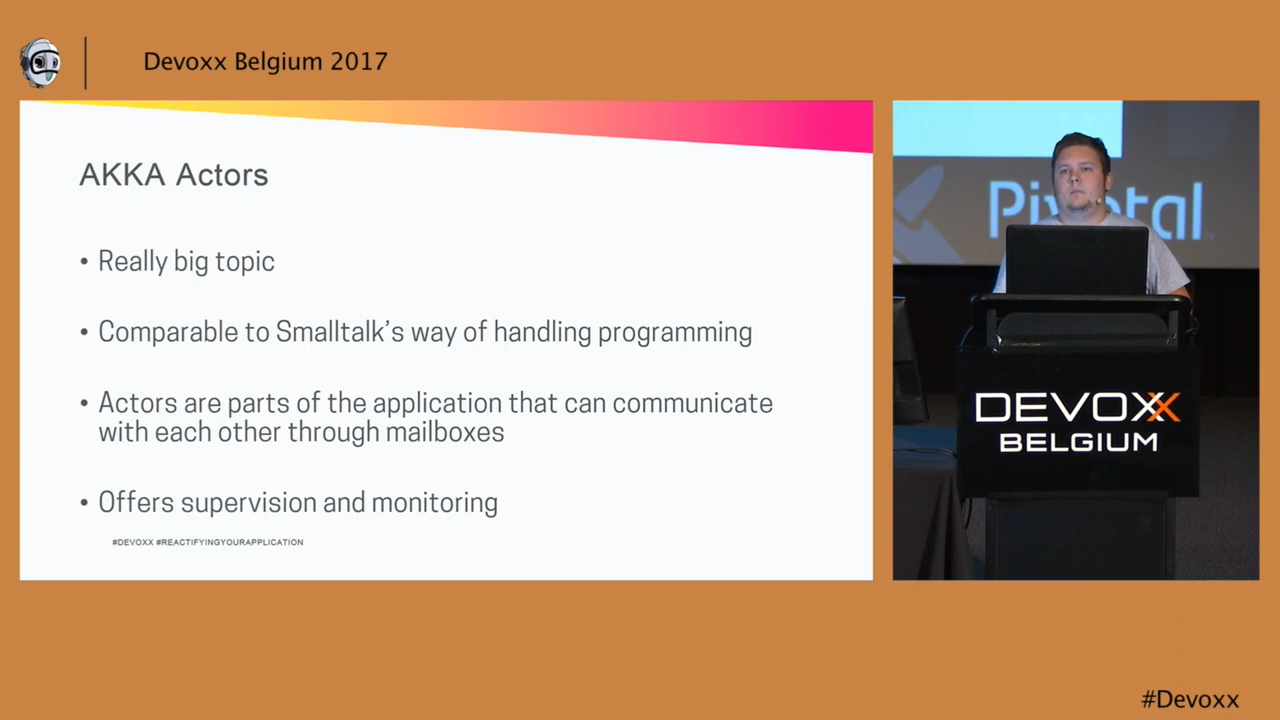 Devoxx Belgium 2017
AKKA Actors
• Really big topic
• Comparable to Smalltalk's way of handling programming
• Actors are parts of the application that can communicate
with each other through mailboxes
• Offers supervision and monitoring
#DEVOXX #REACTIFYINGYOURAPPLICATION
Pivotal
DEVOXX
BELGIUM
#Devoxx